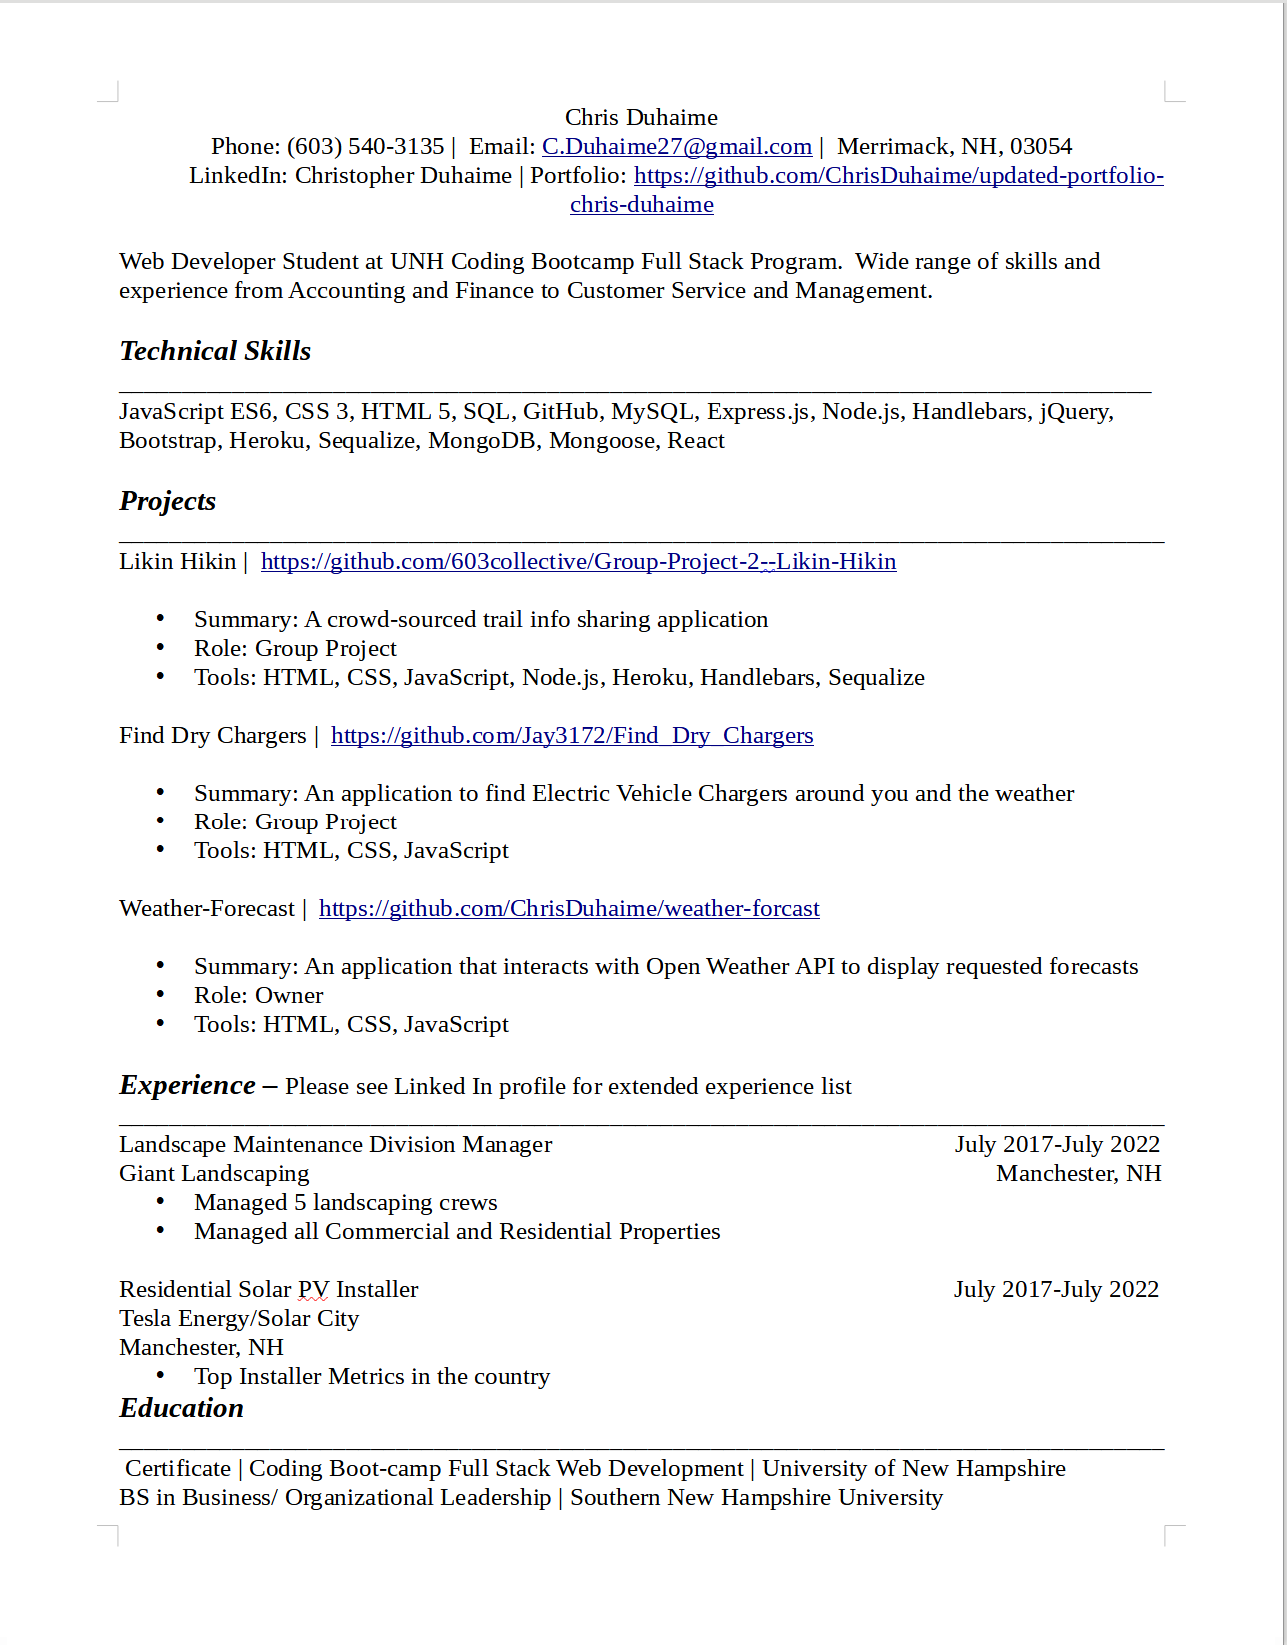 Chris Duhaime
Phone: (603) 540-3135 | Email: C.Duhaime27@gmail.com | Merrimack, NH, 03054
LinkedIn: Christopher Duhaime | Portfolio: https://github.com/ChrisDuhaime/updated-portfolio-
chris-duhaime
Web Developer Student at UNH Coding Bootcamp Full Stack Program. Wide range of skills and
experience from Accounting and Finance to Customer Service and Management.
Technical Skills
JavaScript ES6, CSS 3, HTML 5, SQL, GitHub, MySQL, Express.js, Node.js, Handlebars, jQuery,
Bootstrap, Heroku, Sequalize, MongoDB, Mongoose, React
Projects
Likin Hikin | https://github.com/603collective/Group-Project-2--Likin-Hikin
• Summary: A crowd-sourced trail info sharing application
• Role: Group Project
• Tools: HTML, CSS, JavaScript, Node.js, Heroku, Handlebars, Sequalize
Find Dry Chargers | https://github.com/Jay3172/Find_Dry_Chargers
• Summary: An application to find Electric Vehicle Chargers around you and the weather
• Role: Group Project
• Tools: HTML, CSS, JavaScript
Weather-Forecast | https://github.com/ChrisDuhaime/weather-forcast
• Summary: An application that interacts with Open Weather API to display requested forecasts
• Role: Owner
• Tools: HTML, CSS, JavaScript
Experience – Please see Linked In profile for extended experience list
Landscape Maintenance Division Manager July 2017-July 2022
Giant Landscaping Manchester, NH
• Managed 5 landscaping crews
• Managed all Commercial and Residential Properties
Residential Solar PV Installer July 2017-July 2022
Tesla Energy/Solar City
Manchester, NH
• Top Installer Metrics in the country
Education
Certificate | Coding Boot-camp Full Stack Web Development | University of New Hampshire
BS in Business/ Organizational Leadership | Southern New Hampshire University